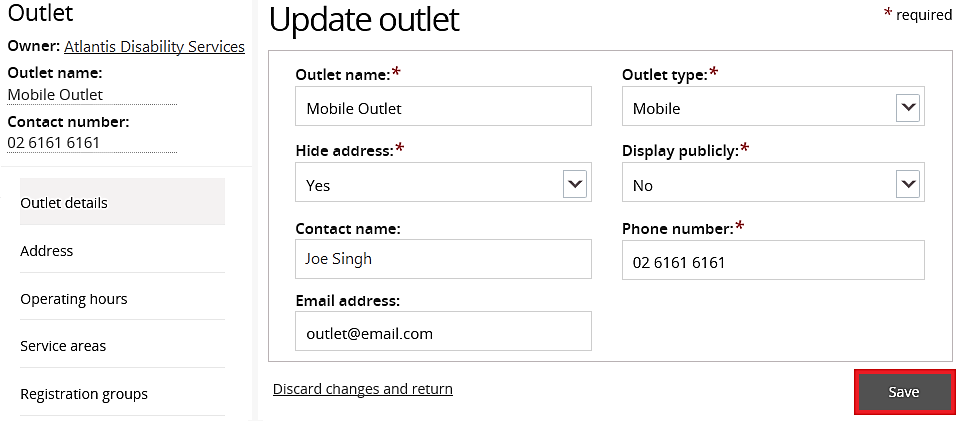 Outlet
Owner: Atlantis Disability Services
Outlet name:
Mobile Outlet
Contact number:
02 6161 6161
Outlet details
Address
Operating hours
Service areas
Registration groups
Update outlet
* required
Outlet name:*
Mobile Outlet
Outlet type:*
Mobile
Hide address:*
Yes
Display publicly:*
No
Contact name:
Joe Singh
Phone number:*
02 6161 6161
Email address:
outlet@email.com
Discard changes and return
Save